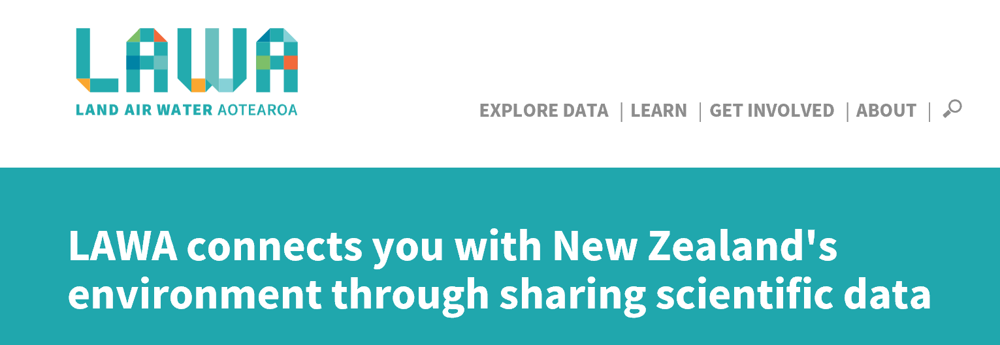 LAWA
LAND AIR WATER AOTEAROA
EXPLORE DATA | LEARN | GET INVOLVED | ABOUT |
LAWA connects you with New Zealand's
environment through sharing scientific data